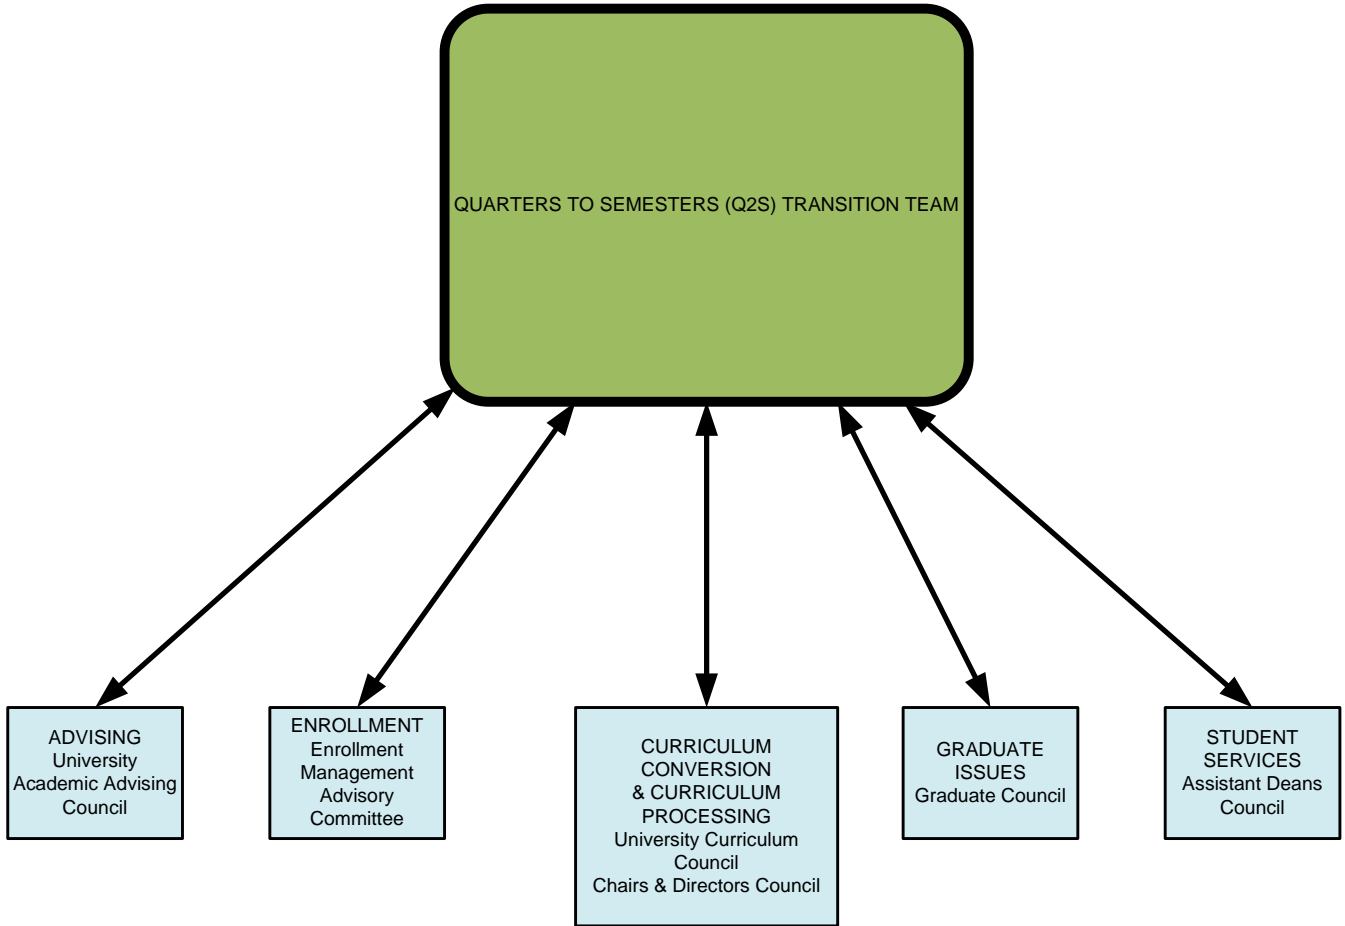 QUARTERS TO SEMESTERS (Q2S) TRANSITION TEAM
ADVISING
University
Academic Advising
Council
ENROLLMENT
Enrollment
Management
Advisory
Committee
CURRICULUM
CONVERSION
& CURRICULUM
PROCESSING
University Curriculum
Council
Chairs & Directors Council
GRADUATE
ISSUES
Graduate Council
STUDENT
SERVICES
Assistant Deans
Council